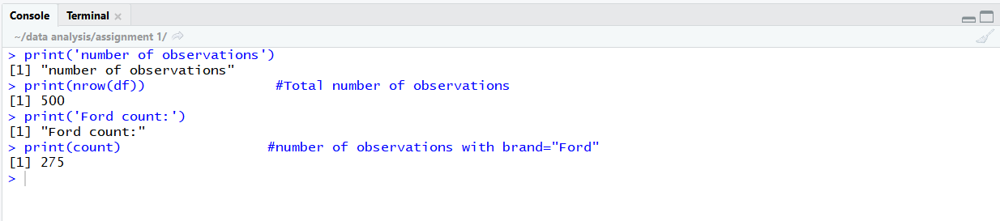 Console Terminal ×
~/data analysis/assignment 1/
> print('number of observations')
[1] "number of observations"
> print(nrow(df)) #Total number of observations
[1] 500
> print('Ford count:')
[1] "Ford count:"
> print(count) #number of observations with brand="Ford"
[1] 275
>